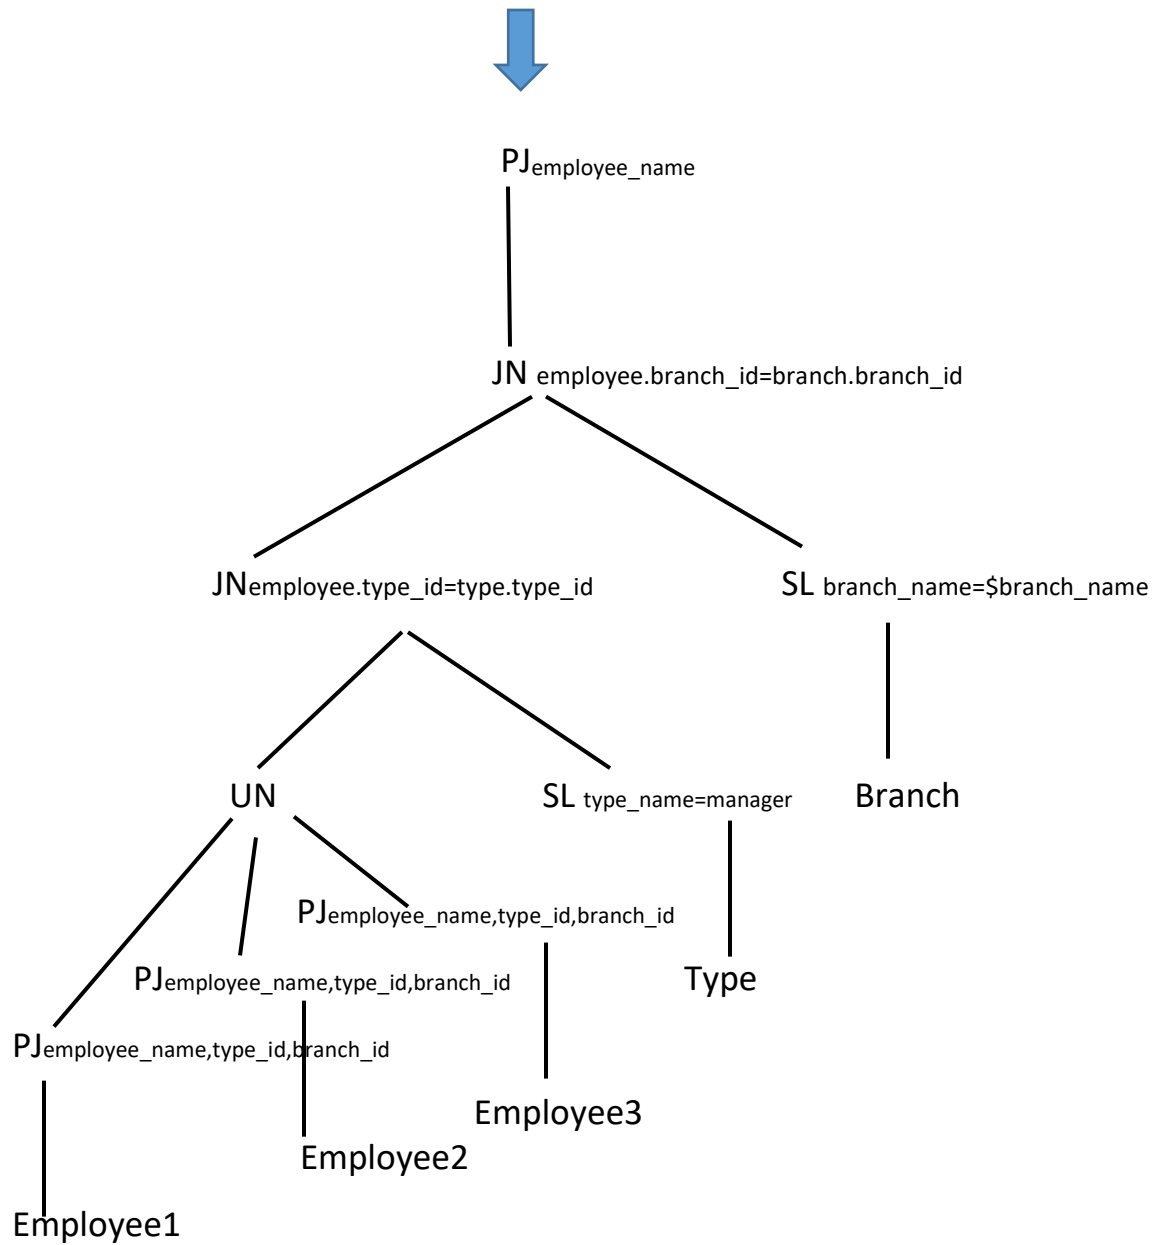 PJemployee_name
JN employee.branch_id=branch.branch_id
JNemployee.type_id=type.type_id
SL branch_name=$branch_name
UN
SL type_name=manager
Branch
PJemployee_name,type_id,branch_id
PJemployee_name,type_id,branch_id
Type
PJemployee_name,type_id,branch_id
Employee3
Employee2
Employee1